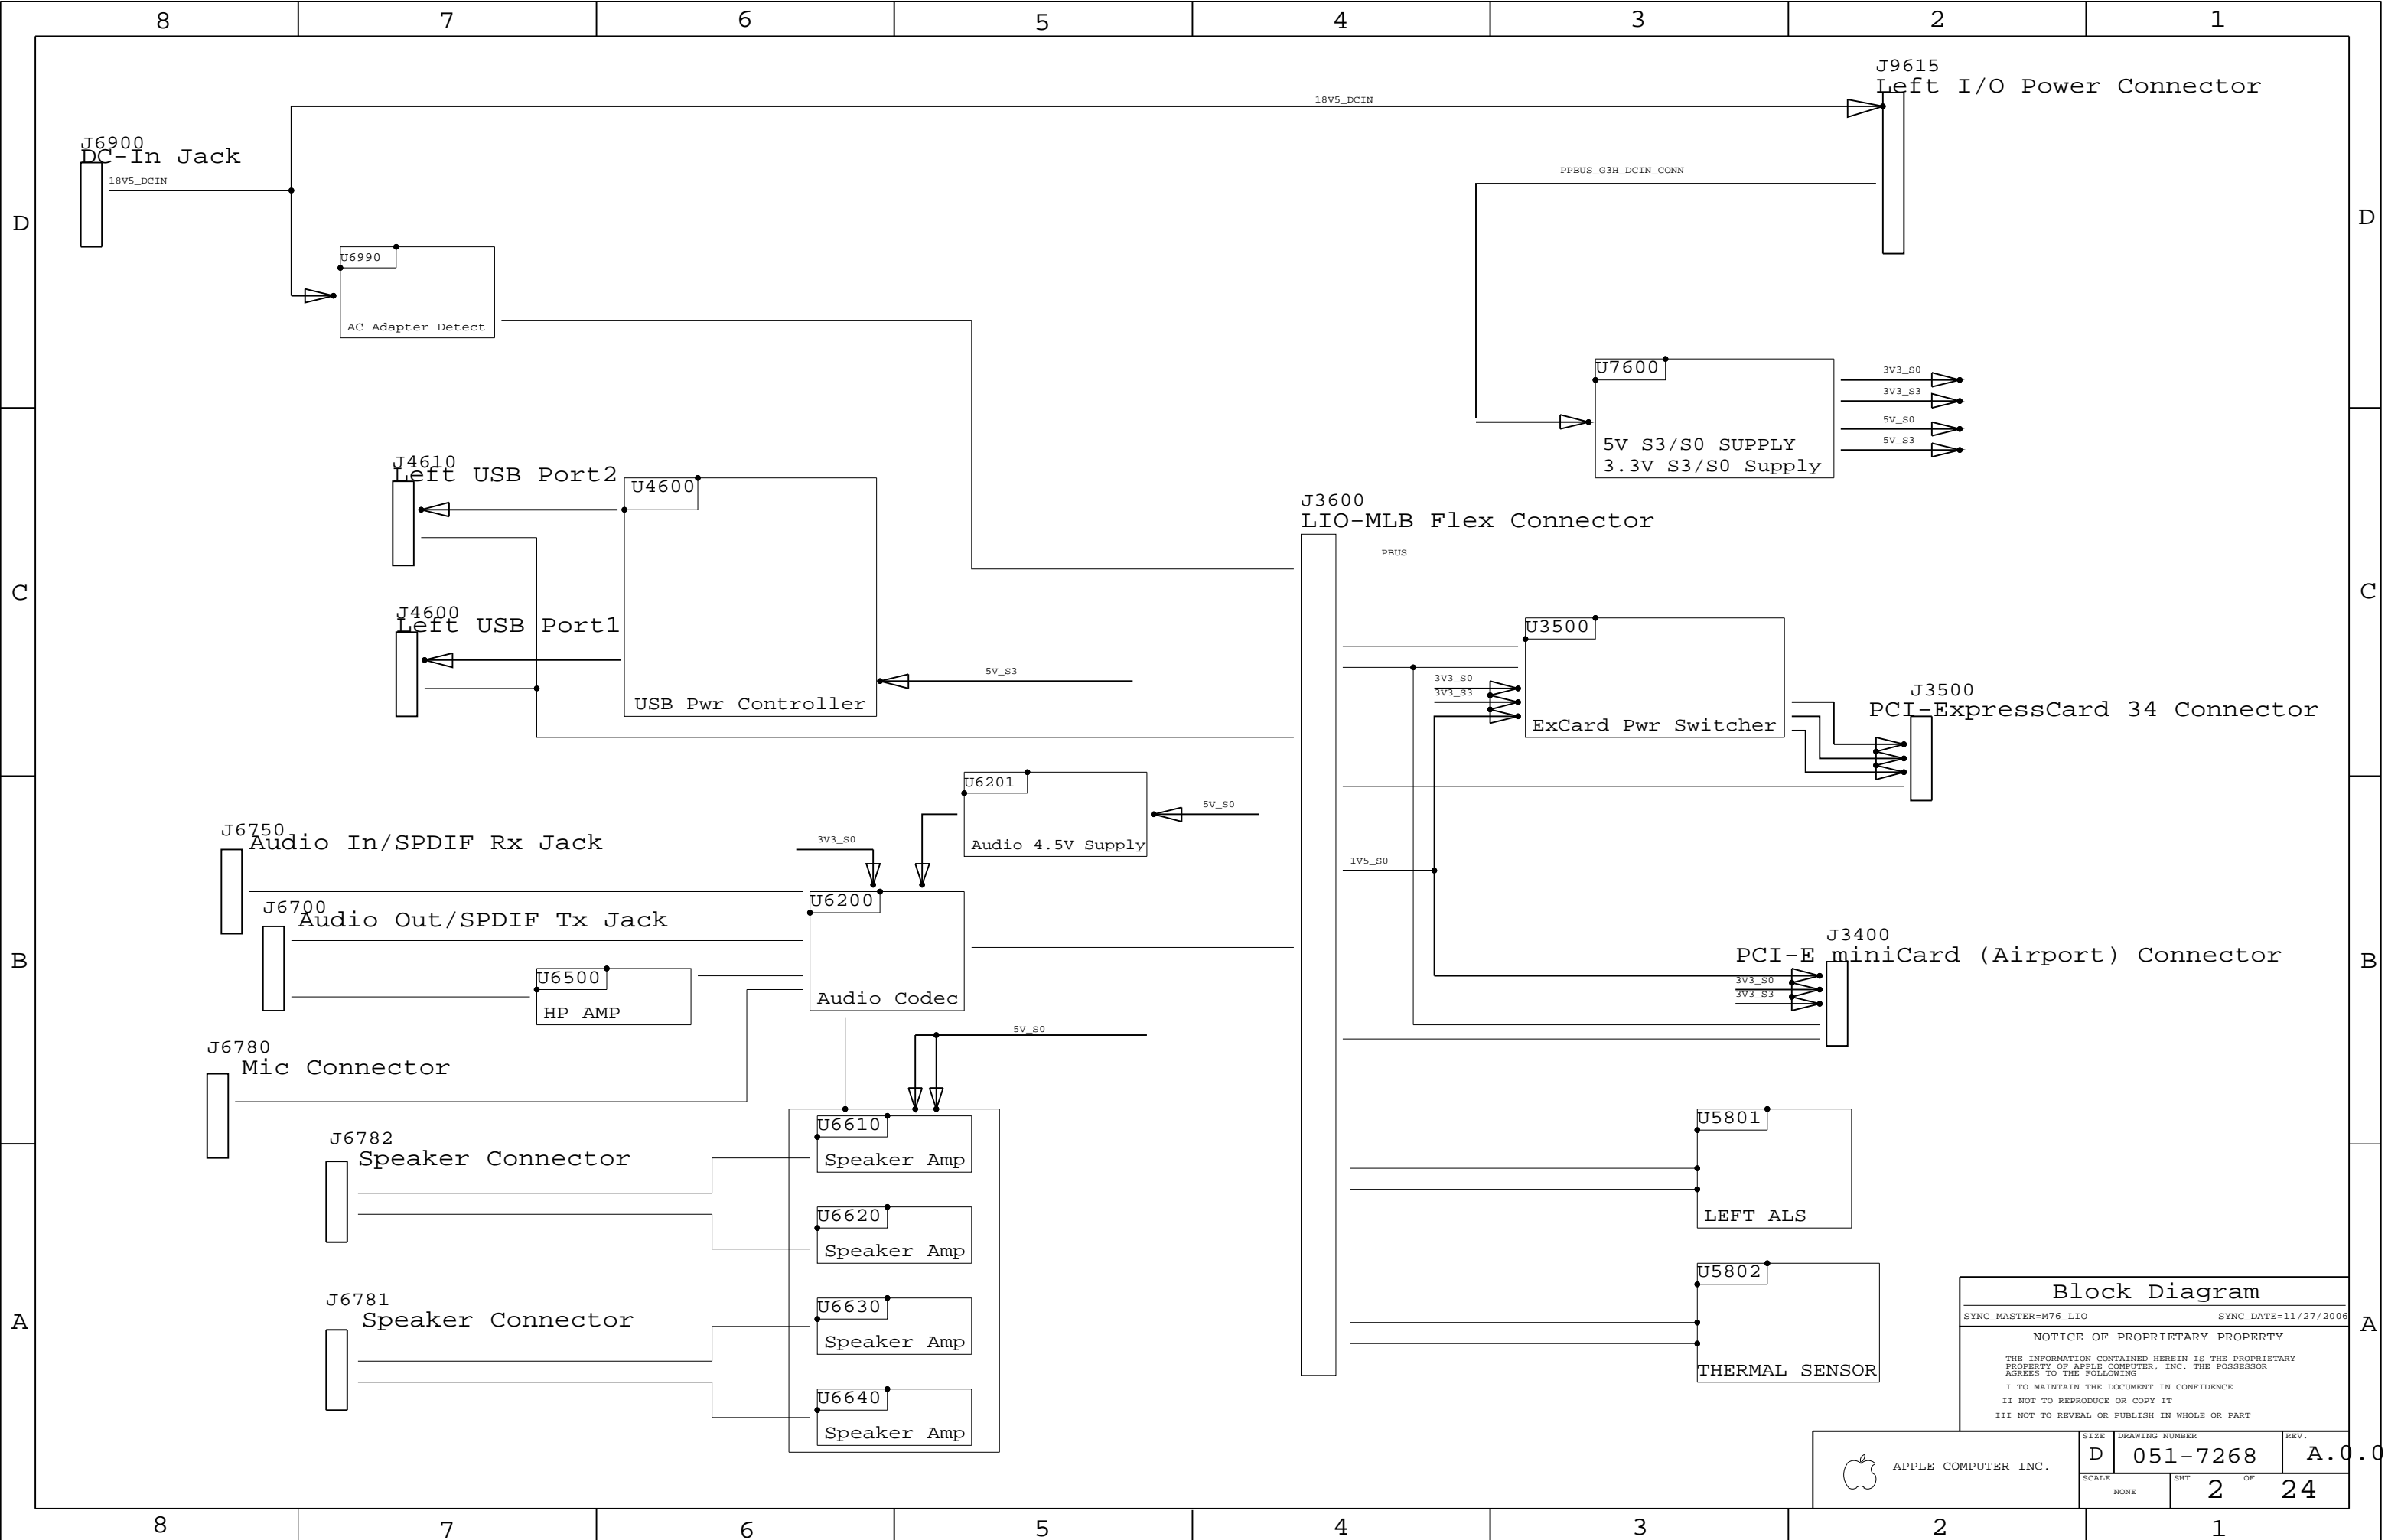 8 7 6 5 4 3 2 1
J9615
Left I/O Power Connector
18V5_DCIN
J6900
DC-In Jack
18V5_DCIN
PPBUS_G3H_DCIN_CONN
D
D
U6990
AC Adapter Detect
U7600
5V S3/S0 SUPPLY
3.3V S3/S0 Supply
3V3_S0
3V3_S3
5V_S0
5V_S3
J4610
Left USB Port2
U4600
USB Pwr Controller
J3600
LIO-MLB Flex Connector
PBUS
C
C
J4600
Left USB Port1
5V_S3
U3500
ExCard Pwr Switcher
3V3_S0
3V3_S3
J3500
PCI-ExpressCard 34 Connector
U6201
Audio 4.5V Supply
5V_S0
J6750
Audio In/SPDIF Rx Jack
3V3_S0
1V5_S0
U6200
Audio Codec
J6700
Audio Out/SPDIF Tx Jack
J3400
PCI-E miniCard (Airport) Connector
3V3_S0
3V3_S3
B
B
U6500
HP AMP
5V_S0
J6780
Mic Connector
U6610
Speaker Amp
U5801
LEFT ALS
J6782
Speaker Connector
U6620
Speaker Amp
U5802
THERMAL SENSOR
J6781
Speaker Connector
U6630
Speaker Amp
A
A
U6640
Speaker Amp
Block Diagram
SYNC_MASTER=M76_LIO
SYNC_DATE=11/27/2006
NOTICE OF PROPRIETARY PROPERTY
THE INFORMATION CONTAINED HEREIN IS THE PROPRIETARY
PROPERTY OF APPLE COMPUTER, INC. THE POSSESSOR
AGREES TO THE FOLLOWING
I TO MAINTAIN THE DOCUMENT IN CONFIDENCE
II NOT TO REPRODUCE OR COPY IT
III NOT TO REVEAL OR PUBLISH IN WHOLE OR PART
APPLE COMPUTER INC.
SIZE
D
DRAWING NUMBER
051-7268
REV.
A.0.0
SCALE
NONE
SHT
2
OF
24
8 7 6 5 4 3 2 1